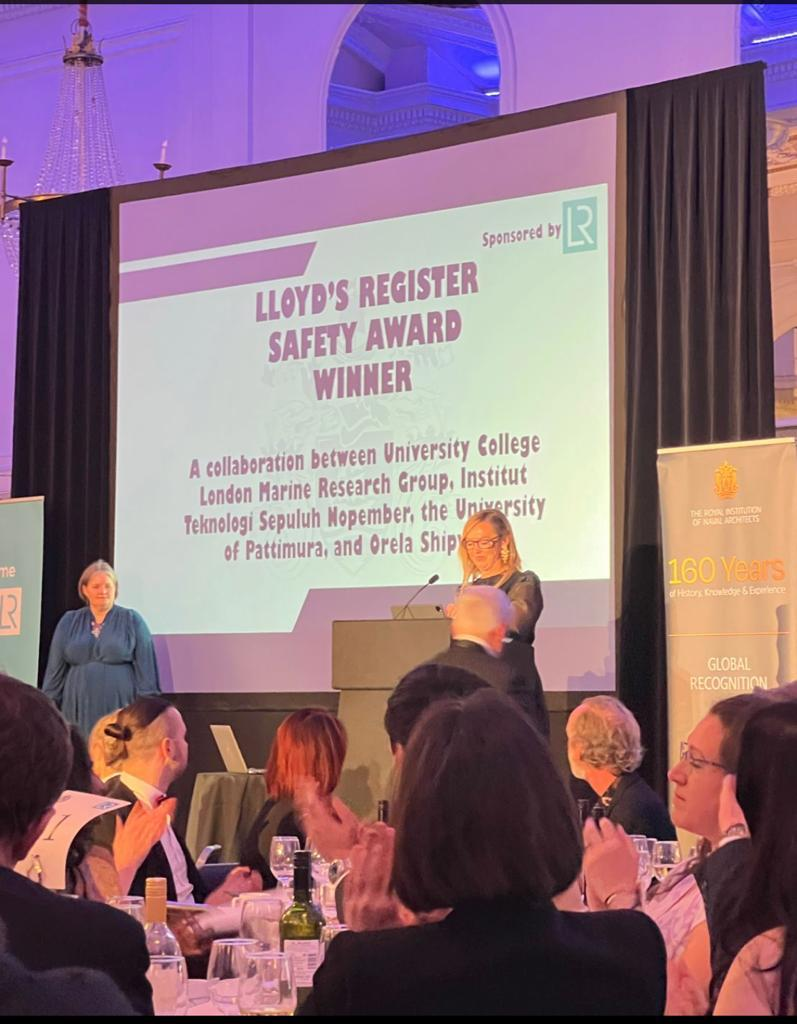 Sponsored by LR
LLOYD'S REGISTER
SAFETY AWARD
WINNER
A collaboration between University College
London Marine Research Group, Institut
Teknologi Sepuluh Nopember, the University
of Pattimura, and Orela
me
LR
THE ROYAL INSTITUTION
OF NAVAL ARCHITECTS
160 Years
of History, Knowledge & Experience
GLOBAL
RECOGNITION
1